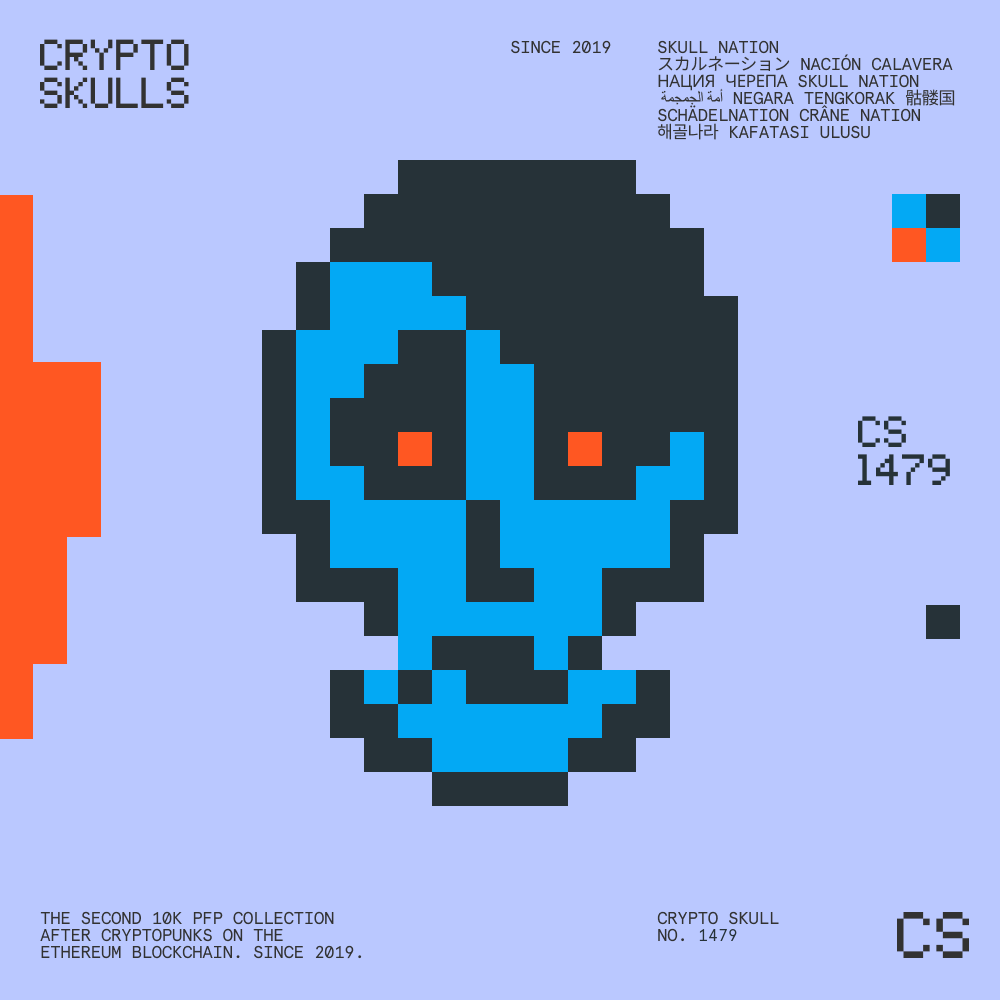 CRYPTO
SKULLS
SINCE 2019
SKULL NATION
スカルネーション NACIÓN CALAVERA
НАЦИЯ ЧЕРЕПА SKULL NATION
أمة الجمجمة NEGARA TENGKORAK 骷髅国
SCHÄDELNATION CRÂNE NATION
해골나라 KAFATASI ULUSU
CS
1479
THE SECOND 10K PFP COLLECTION
AFTER CRYPTOPUNKS ON THE
ETHEREUM BLOCKCHAIN. SINCE 2019.
CRYPTO SKULL
NO. 1479
CS